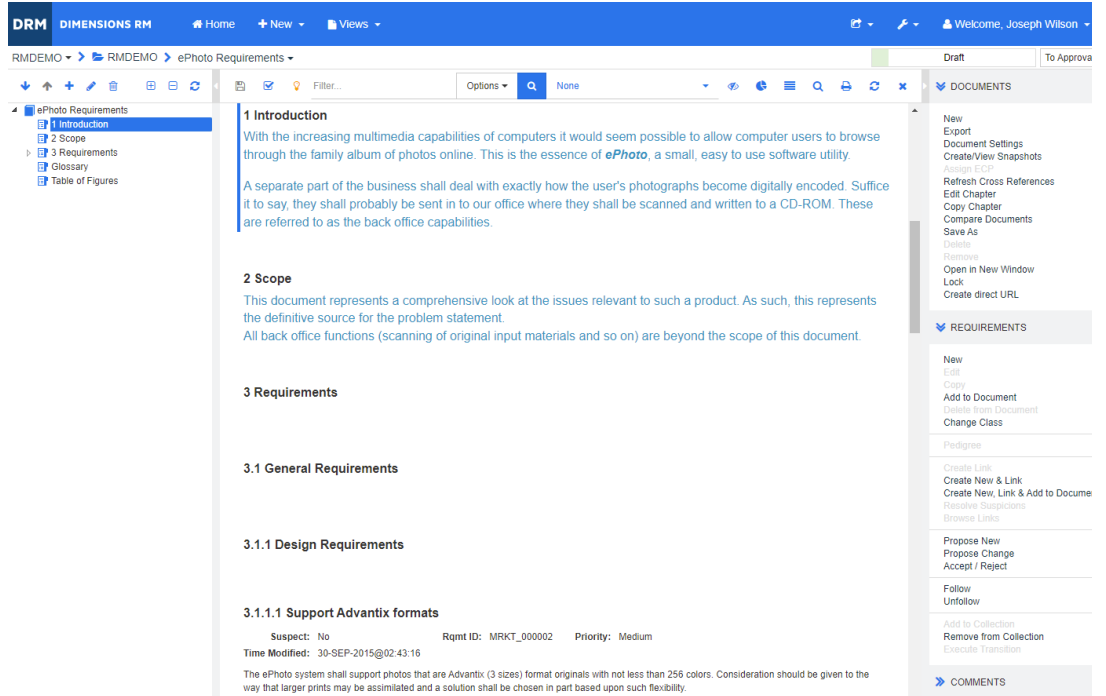 DRM DIMENSIONS RM Home New Views Welcome, Joseph Wilson
RMDEMO RMDEMO ePhoto Requirements Draft To Approva
Filter... Options None
ePhoto Requirements
1 Introduction
2 Scope
3 Requirements
Glossary
Table of Figures
1 Introduction
With the increasing multimedia capabilities of computers it would seem possible to allow computer users to browse
through the family album of photos online. This is the essence of ePhoto, a small, easy to use software utility.
A separate part of the business shall deal with exactly how the user's photographs become digitally encoded. Suffice
it to say, they shall probably be sent in to our office where they shall be scanned and written to a CD-ROM. These
are referred to as the back office capabilities.
2 Scope
This document represents a comprehensive look at the issues relevant to such a product. As such, this represents
the definitive source for the problem statement.
All back office functions (scanning of original input materials and so on) are beyond the scope of this document.
3 Requirements
3.1 General Requirements
3.1.1 Design Requirements
3.1.1.1 Support Advantix formats
Suspect: No Rqmt ID: MRKT_000002 Priority: Medium
Time Modified: 30-SEP-2015@02:43:16
The ePhoto system shall support photos that are Advantix (3 sizes) format originals with not less than 256 colors. Consideration should be given to the
way that larger prints may be assimilated and a solution shall be chosen in part based upon such flexibility.
DOCUMENTS
New
Export
Document Settings
Create/View Snapshots
Assign ECP
Refresh Cross References
Edit Chapter
Copy Chapter
Compare Documents
Save As
Delete
Remove
Open in New Window
Lock
Create direct URL
REQUIREMENTS
New
Edit
Copy
Add to Document
Delete from Document
Change Class
Pedigree
Create Link
Create New & Link
Create New, Link & Add to Docume
Resolve Suspicions
Browse Links
Propose New
Propose Change
Accept / Reject
Follow
Unfollow
Add to Collection
Remove from Collection
Execute Transition
COMMENTS